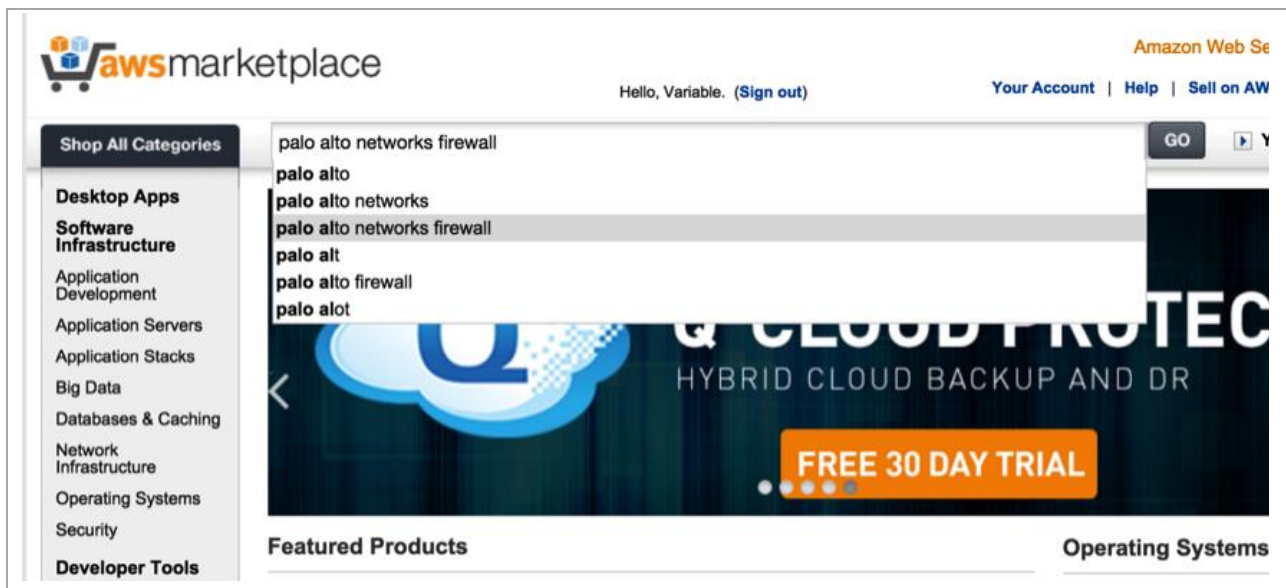 awsmarketplace
Amazon Web Se
Hello, Variable. (Sign out)
Your Account | Help | Sell on AW
Shop All Categories
palo alto networks firewall
GO
Y
palo alto
palo alto networks
palo alto networks firewall
palo alt
palo alto firewall
palo alot
Desktop Apps
Software
Infrastructure
Application
Development
Application Servers
Application Stacks
Big Data
Databases & Caching
Network
Infrastructure
Operating Systems
Security
Developer Tools
Q
Q CLOUD PROTEC
HYBRID CLOUD BACKUP AND DR
FREE 30 DAY TRIAL
Featured Products
Operating Systems